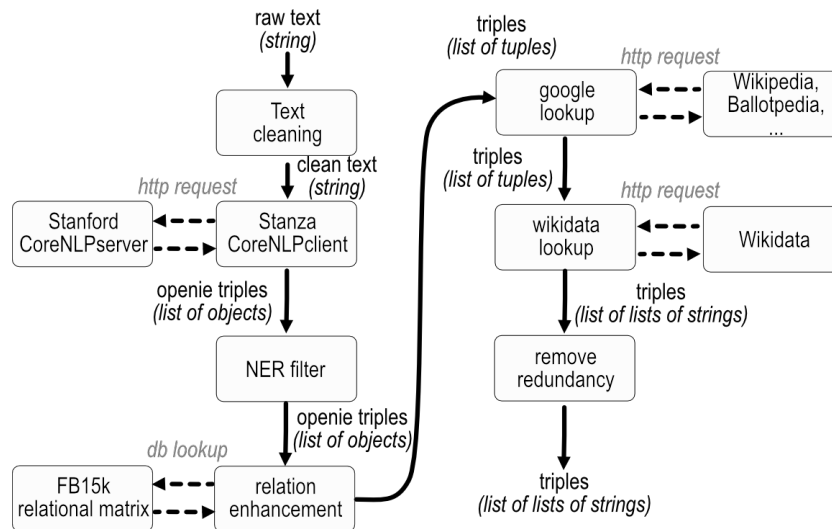 raw text
(string)
Text
cleaning
clean text
(string)
http request
Stanford
CoreNLPserver
Stanza
CoreNLPclient
openie triples
(list of objects)
NER filter
openie triples
(list of objects)
db lookup
FB15k
relational matrix
relation
enhancement
triples
(list of tuples)
http request
google
lookup
Wikipedia,
Ballotpedia,
...
triples
(list of tuples)
http request
wikidata
lookup
Wikidata
triples
(list of lists of strings)
remove
redundancy
triples
(list of lists of strings)